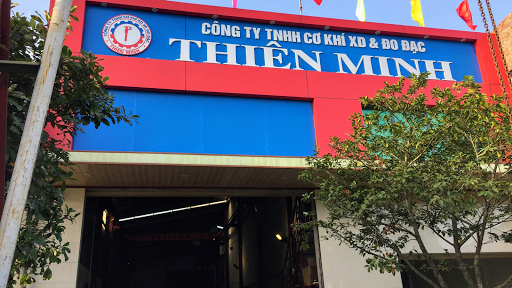 CÔNG TY TNHH CƠ KHÍ XD & ĐO ĐẠC
THIÊN MINH